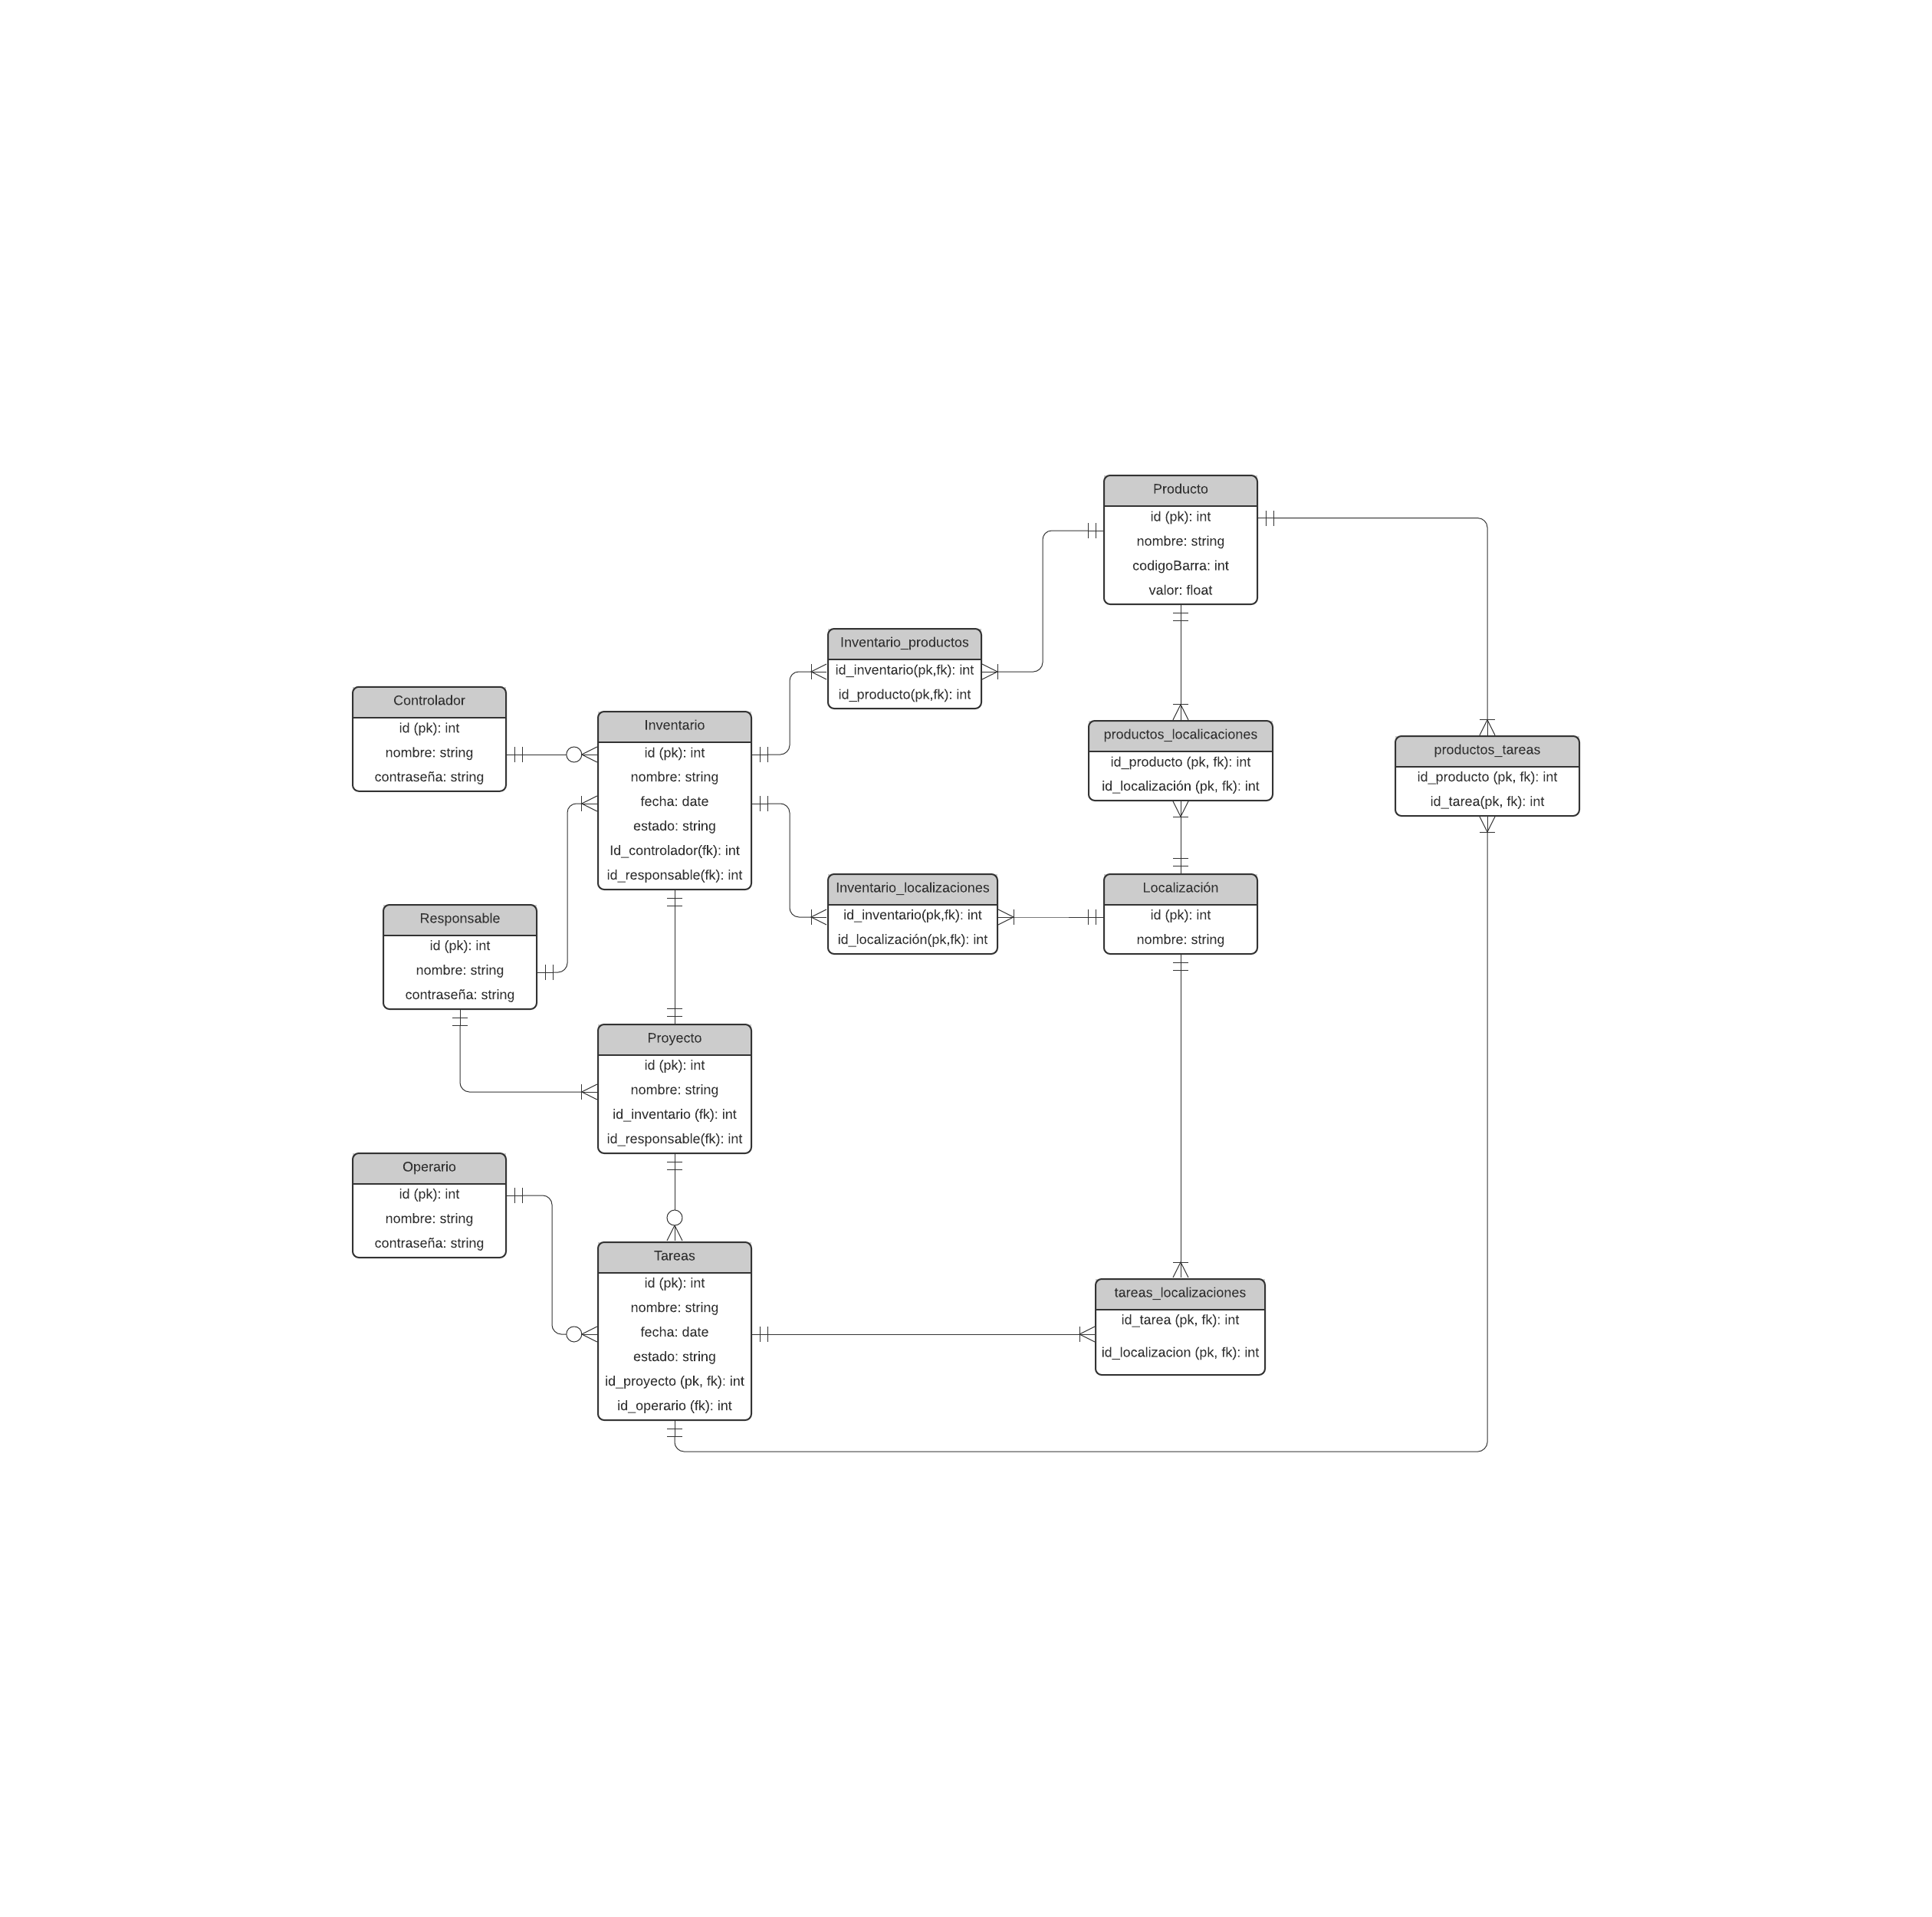 Producto
id (pk): int
nombre: string
codigoBarra: int
valor: float
Inventario_productos
id_inventario(pk,fk): int
id_producto(pk,fk): int
Controlador
id (pk): int
nombre: string
contraseña: string
Inventario
id (pk): int
nombre: string
fecha: date
estado: string
Id_controlador(fk): int
id_responsable(fk): int
productos_localicaciones
id_producto (pk, fk): int
id_localización (pk, fk): int
productos_tareas
id_producto (pk, fk): int
id_tarea(pk, fk): int
Inventario_localizaciones
id_inventario(pk,fk): int
id_localización(pk,fk): int
Localización
id (pk): int
nombre: string
Responsable
id (pk): int
nombre: string
contraseña: string
Proyecto
id (pk): int
nombre: string
id_inventario (fk): int
id_responsable(fk): int
Operario
id (pk): int
nombre: string
contraseña: string
Tareas
id (pk): int
nombre: string
fecha: date
estado: string
id_proyecto (pk, fk): int
id_operario (fk): int
tareas_localizaciones
id_tarea (pk, fk): int
id_localizacion (pk, fk): int